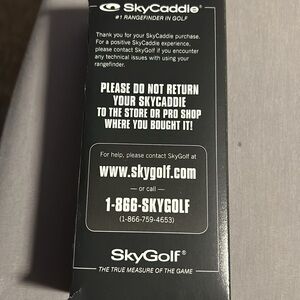 SkyCaddie®
#1 RANGEFINDER IN GOLF
Thank you for your SkyCaddie purchase.
For a positive SkyCaddie experience,
please contact SkyGolf if you encounter
any technical issues with using your
rangefinder.
PLEASE DO NOT RETURN
YOUR SKYCADDIE
TO THE STORE OR PRO SHOP
WHERE YOU BOUGHT IT!
For help, please contact SkyGolf at
www.skygolf.com
— or call —
1-866-SKYGOLF
(1-866-759-4653)
SkyGolf®
THE TRUE MEASURE OF THE GAME